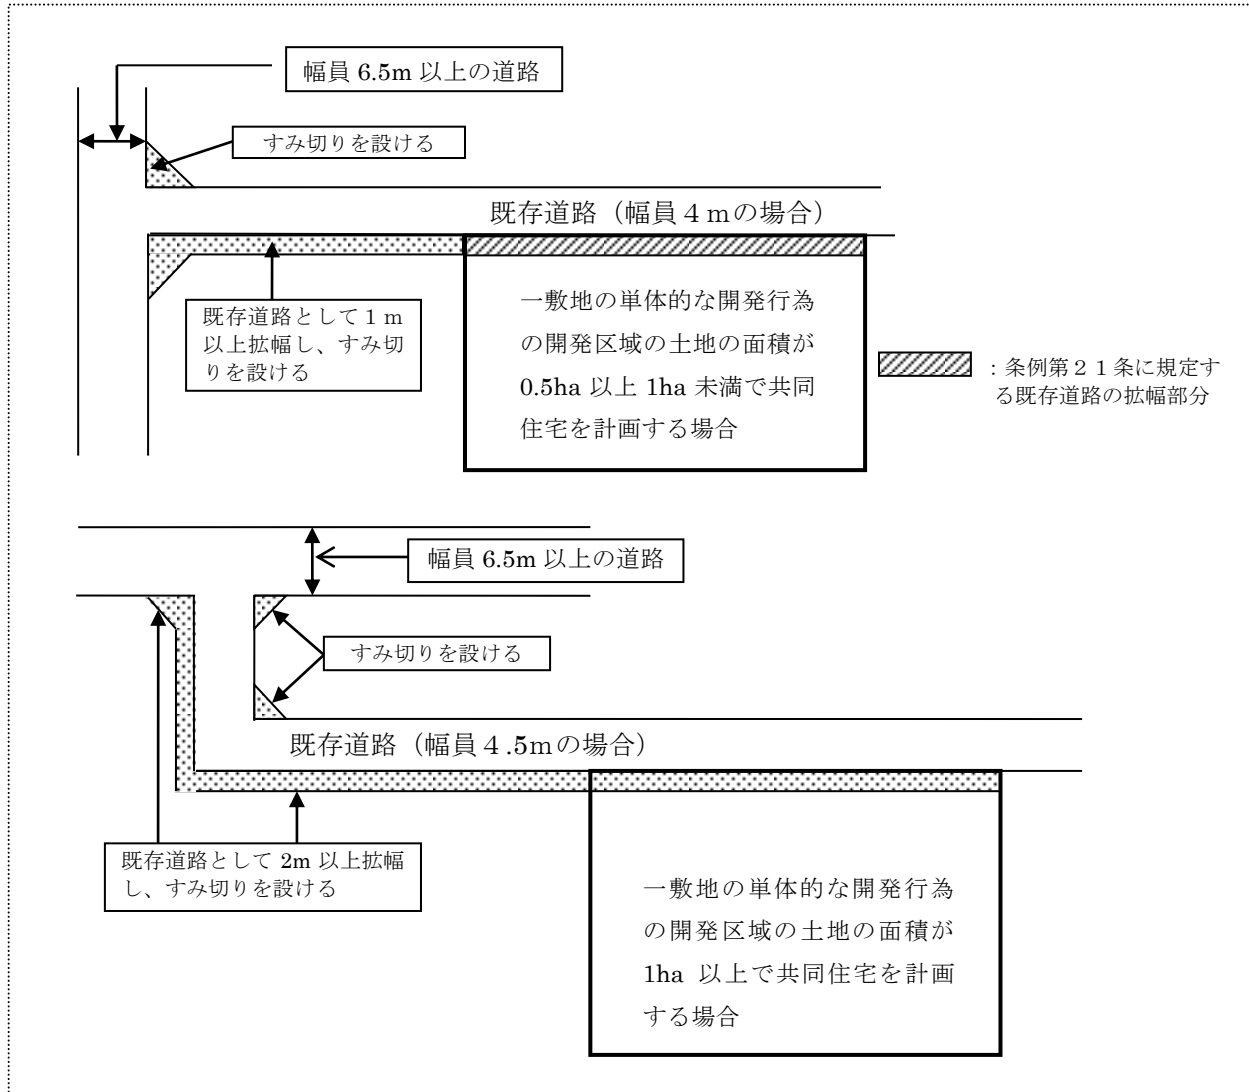 幅員 6.5m 以上の道路
すみ切りを設ける
既存道路（幅員４ｍの場合）
既存道路として１ｍ
以上拡幅し、すみ切
りを設ける
一敷地の単体的な開発行為
の開発区域の土地の面積が
0.5ha 以上 1ha 未満で共同
住宅を計画する場合
：条例第２１条に規定す
る既存道路の拡幅部分
幅員 6.5m 以上の道路
すみ切りを設ける
既存道路（幅員４.5ｍの場合）
既存道路として 2m 以上拡幅
し、すみ切りを設ける
一敷地の単体的な開発行為
の開発区域の土地の面積が
1ha 以上で共同住宅を計画
する場合